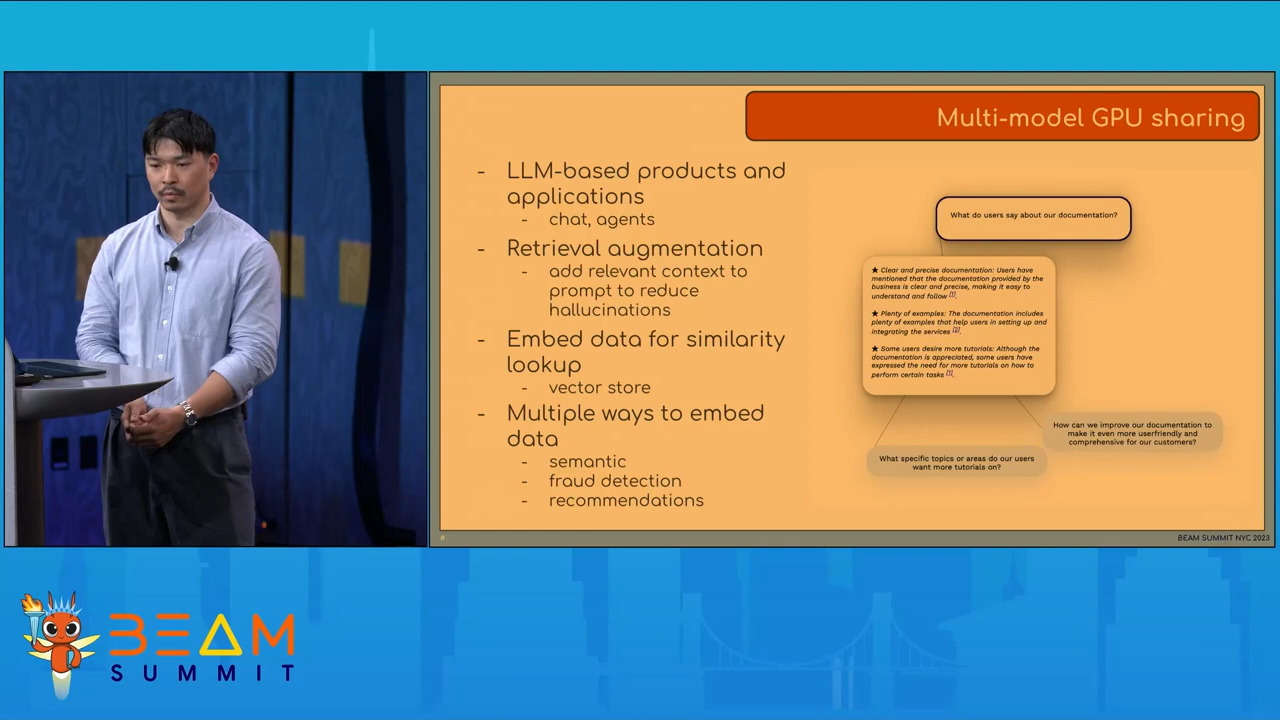 Multi-model GPU sharing
- LLM-based products and
applications
- chat, agents
- Retrieval augmentation
- add relevant context to
prompt to reduce
hallucinations
- Embed data for similarity
lookup
- vector store
- Multiple ways to embed
data
- semantic
- fraud detection
- recommendations
What do users say about our documentation?
★ Clear and precise documentation: Users have
mentioned that the documentation provided by the
business is clear and precise, making it easy to
understand and follow [1].
★ Plenty of examples: The documentation includes
plenty of examples that help users in setting up and
integrating the services [2].
★ Some users desire more tutorials: Although the
documentation is appreciated, some users have
expressed the need for more tutorials on how to
perform certain tasks [1].
How can we improve our documentation to
make it even more userfriendly and
comprehensive for our customers?
What specific topics or areas do our users
want more tutorials on?
BEAM SUMMIT NYC 2023
BEAM
SUMMIT